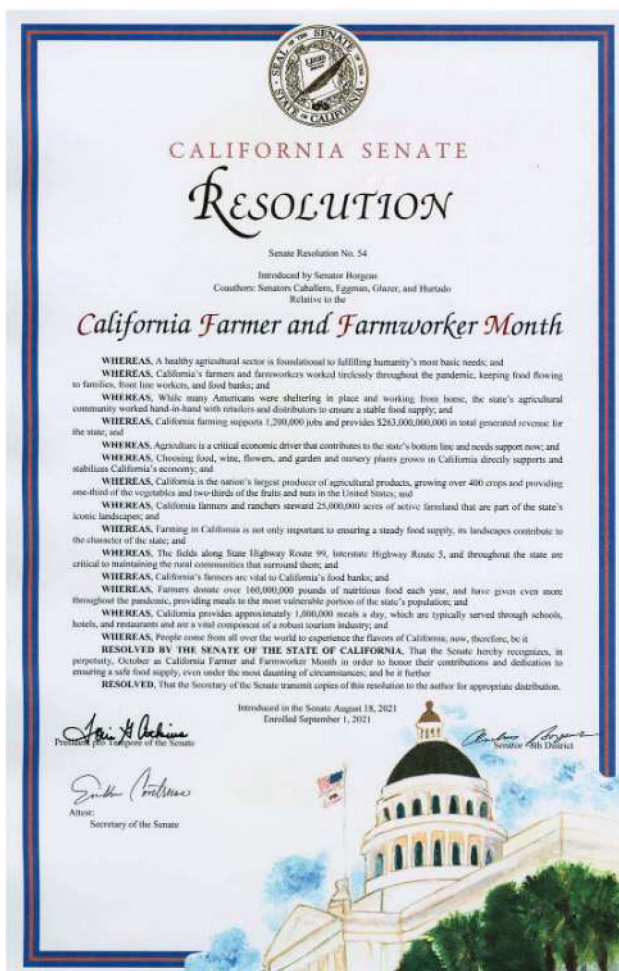 SEAL OF THE SENATE
STATE OF CALIFORNIA
CALIFORNIA SENATE
RESOLUTION
Senate Resolution No. 54
Introduced by Senator Borgeas
Coauthors: Senators Caballero, Eggman, Glazer, and Hurtado
Relative to the
California Farmer and Farmworker Month
WHEREAS, A healthy agricultural sector is foundational to fulfilling humanity's most basic needs; and
WHEREAS, California's farmers and farmworkers worked tirelessly throughout the pandemic, keeping food flowing
to families, front line workers, and food banks; and
WHEREAS, While many Americans were sheltering in place and working from home, the state's agricultural
community worked hand-in-hand with retailers and distributors to ensure a stable food supply; and
WHEREAS, California farming supports 1,200,000 jobs and provides $263,000,000,000 in total generated revenue for
the state; and
WHEREAS, Agriculture is a critical economic driver that contributes to the state's bottom line and needs support now; and
WHEREAS, Choosing food, wine, flowers, and garden and nursery plants grown in California directly supports and
stabilizes California's economy; and
WHEREAS, California is the nation's largest producer of agricultural products, growing over 400 crops and providing
one-third of the vegetables and two-thirds of the fruits and nuts in the United States; and
WHEREAS, California farmers and ranchers steward 25,000,000 acres of active farmland that are part of the state's
iconic landscapes; and
WHEREAS, Farming in California is not only important to ensuring a steady food supply, its landscapes contribute to
the character of the state; and
WHEREAS, The fields along State Highway Route 99, Interstate Highway Route 5, and throughout the state are
critical to maintaining the rural communities that surround them; and
WHEREAS, California's farmers are vital to California's food banks; and
WHEREAS, Farmers donate over 160,000,000 pounds of nutritious food each year, and have given even more
throughout the pandemic, providing meals to the most vulnerable portion of the state's population; and
WHEREAS, California provides approximately 1,000,000 meals a day, which are typically served through schools,
hotels, and restaurants and are a vital component of a robust tourism industry; and
WHEREAS, People come from all over the world to experience the flavors of California; now, therefore, be it
RESOLVED BY THE SENATE OF THE STATE OF CALIFORNIA, That the Senate hereby recognizes, in
perpetuity, October as California Farmer and Farmworker Month in order to honor their contributions and dedication to
ensuring a safe food supply, even under the most daunting of circumstances; and be it further
RESOLVED, That the Secretary of the Senate transmit copies of this resolution to the author for appropriate distribution.
Introduced in the Senate August 18, 2021
Enrolled September 1, 2021
President pro Tempore of the Senate
Senator 8th District
Attest:
Secretary of the Senate